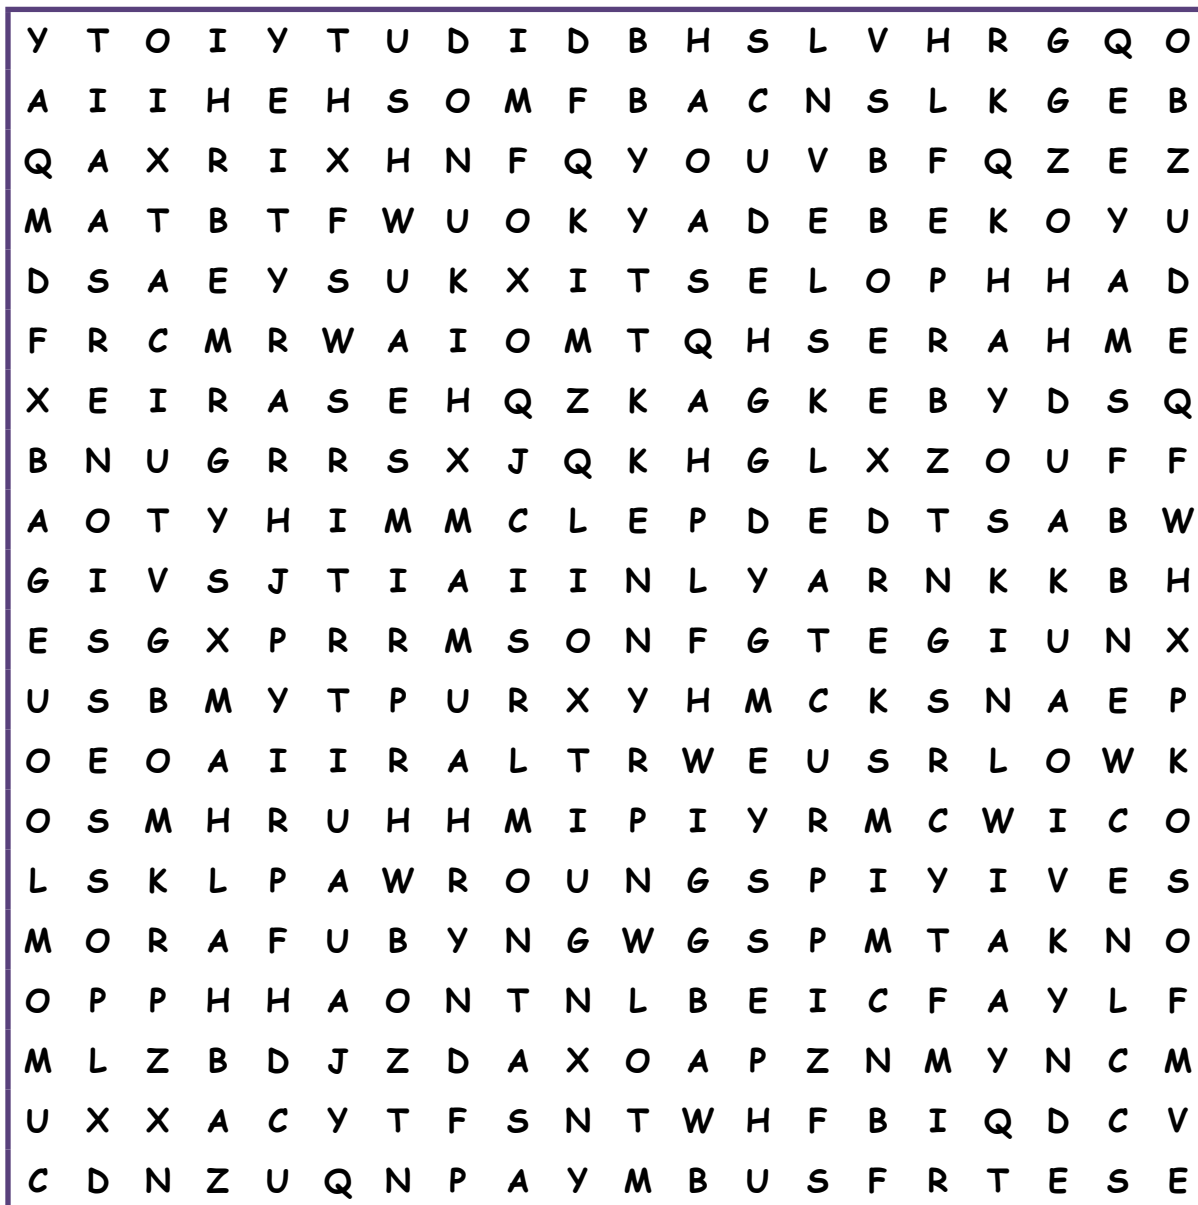 Y T O I Y T U D I D B H S L V H R G Q O
A I I H E H S O M F B A C N S L K G E B
Q A X R I X H N F Q Y O U V B F Q Z E Z
M A T B T F W U O K Y A D E B E K O Y U
D S A E Y S U K X I T S E L O P H H A D
F R C M R W A I O M T Q H S E R A H M E
X E I R A S E H Q Z K A G K E B Y D S Q
B N U G R R S X J Q K H G L X Z O U F F
A O T Y H I M M C L E P D E D T S A B W
G I V S J T I A I I N L Y A R N K K B H
E S G X P R R M S O N F G T E G I U N X
U S B M Y T P U R X Y H M C K S N A E P
O E O A I I R A L T R W E U S R L O W K
O S M H R U H H M I P I Y R M C W I C O
L S K L P A W R O U N G S P I Y I V E S
M O R A F U B Y N G W G S P M T A K N O
O P P H H A O N T N L B E I C F A Y L F
M L Z B D J Z D A X O A P Z N M Y N C M
U X X A C Y T F S N T W H F B I Q D C V
C D N Z U Q N P A Y M B U S F R T E S E